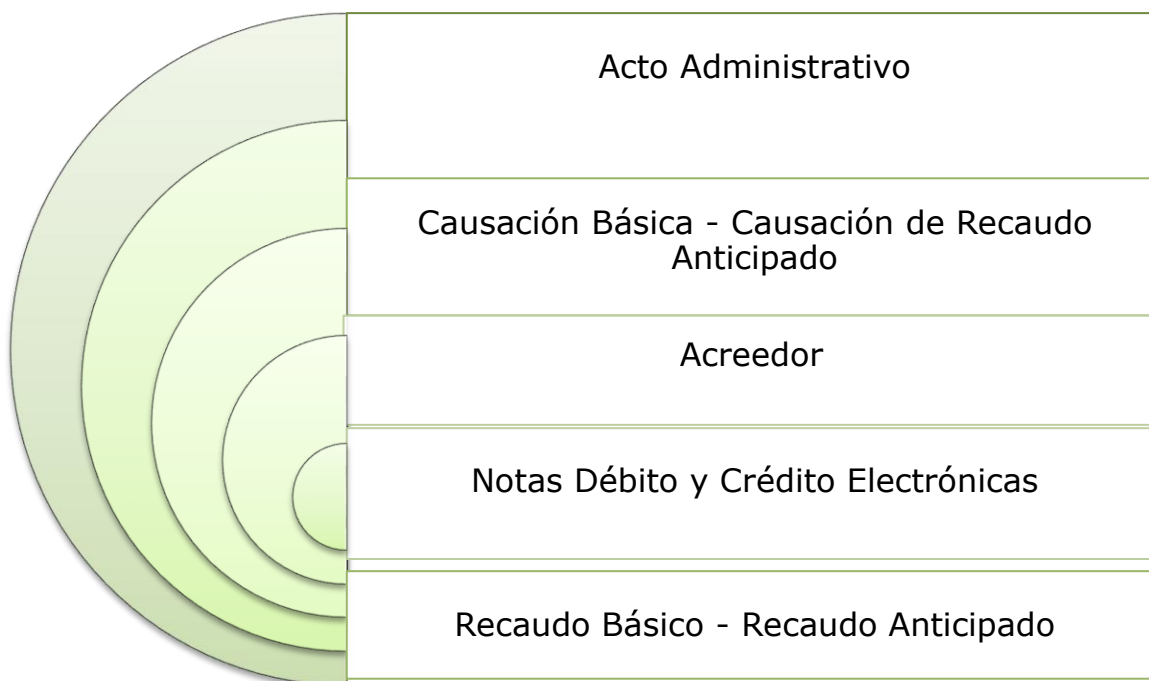 Acto Administrativo
Causación Básica - Causación de Recaudo
Anticipado
Acreedor
Notas Débito y Crédito Electrónicas
Recaudo Básico - Recaudo Anticipado